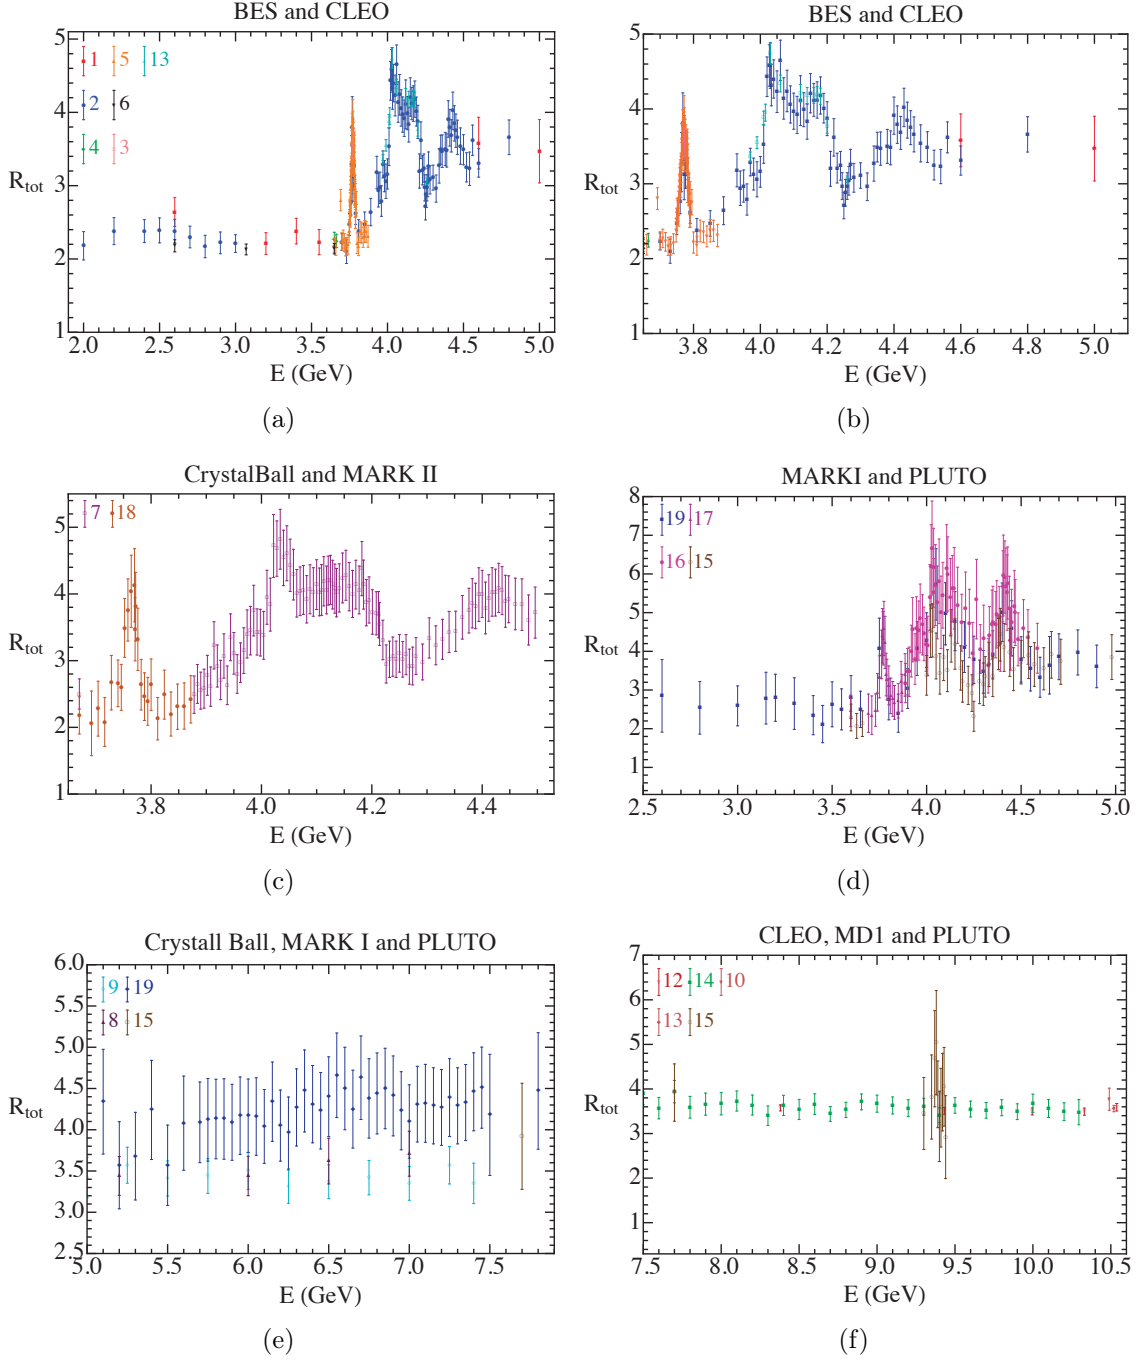 BES and CLEO
5
4
3
2
1
1 5 13
2 6
4 3
R_tot
2.0 2.5 3.0 3.5 4.0 4.5 5.0
E (GeV)
(a)
BES and CLEO
5
4
3
2
1
R_tot
3.8 4.0 4.2 4.4 4.6 4.8 5.0
E (GeV)
(b)
CrystalBall and MARK II
5
4
3
2
1
7 18
R_tot
3.8 4.0 4.2 4.4
E (GeV)
(c)
MARKI and PLUTO
8
7
6
5
4
3
2
1
19 17
16 15
R_tot
2.5 3.0 3.5 4.0 4.5 5.0
E (GeV)
(d)
Crystall Ball, MARK I and PLUTO
6.0
5.5
5.0
4.5
4.0
3.5
3.0
2.5
9 19
8 15
R_tot
5.0 5.5 6.0 6.5 7.0 7.5
E (GeV)
(e)
CLEO, MD1 and PLUTO
7
6
5
4
3
2
1
12 14 10
13 15
R_tot
7.5 8.0 8.5 9.0 9.5 10.0 10.5
E (GeV)
(f)